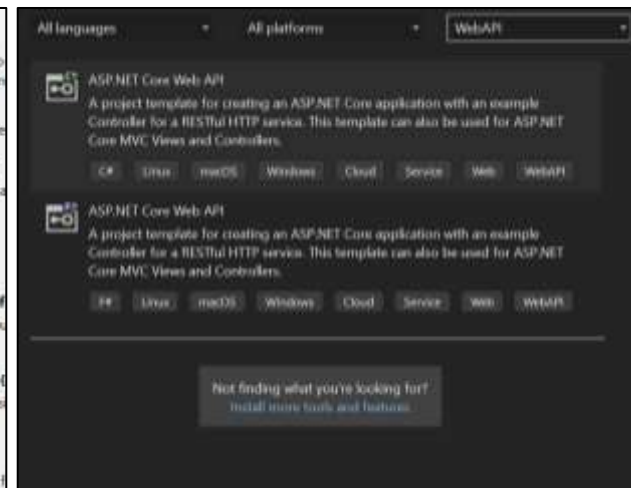 All languages
All platforms
WebAPI
ASP.NET Core Web API
A project template for creating an ASP.NET Core application with an example
Controller for a RESTful HTTP service. This template can also be used for ASP.NET
Core MVC Views and Controllers.
C# Linux macOS Windows Cloud Service Web WebAPI
ASP.NET Core Web API
A project template for creating an ASP.NET Core application with an example
Controller for a RESTful HTTP service. This template can also be used for ASP.NET
Core MVC Views and Controllers.
F# Linux macOS Windows Cloud Service Web WebAPI
Not finding what you're looking for?
Install more tools and features